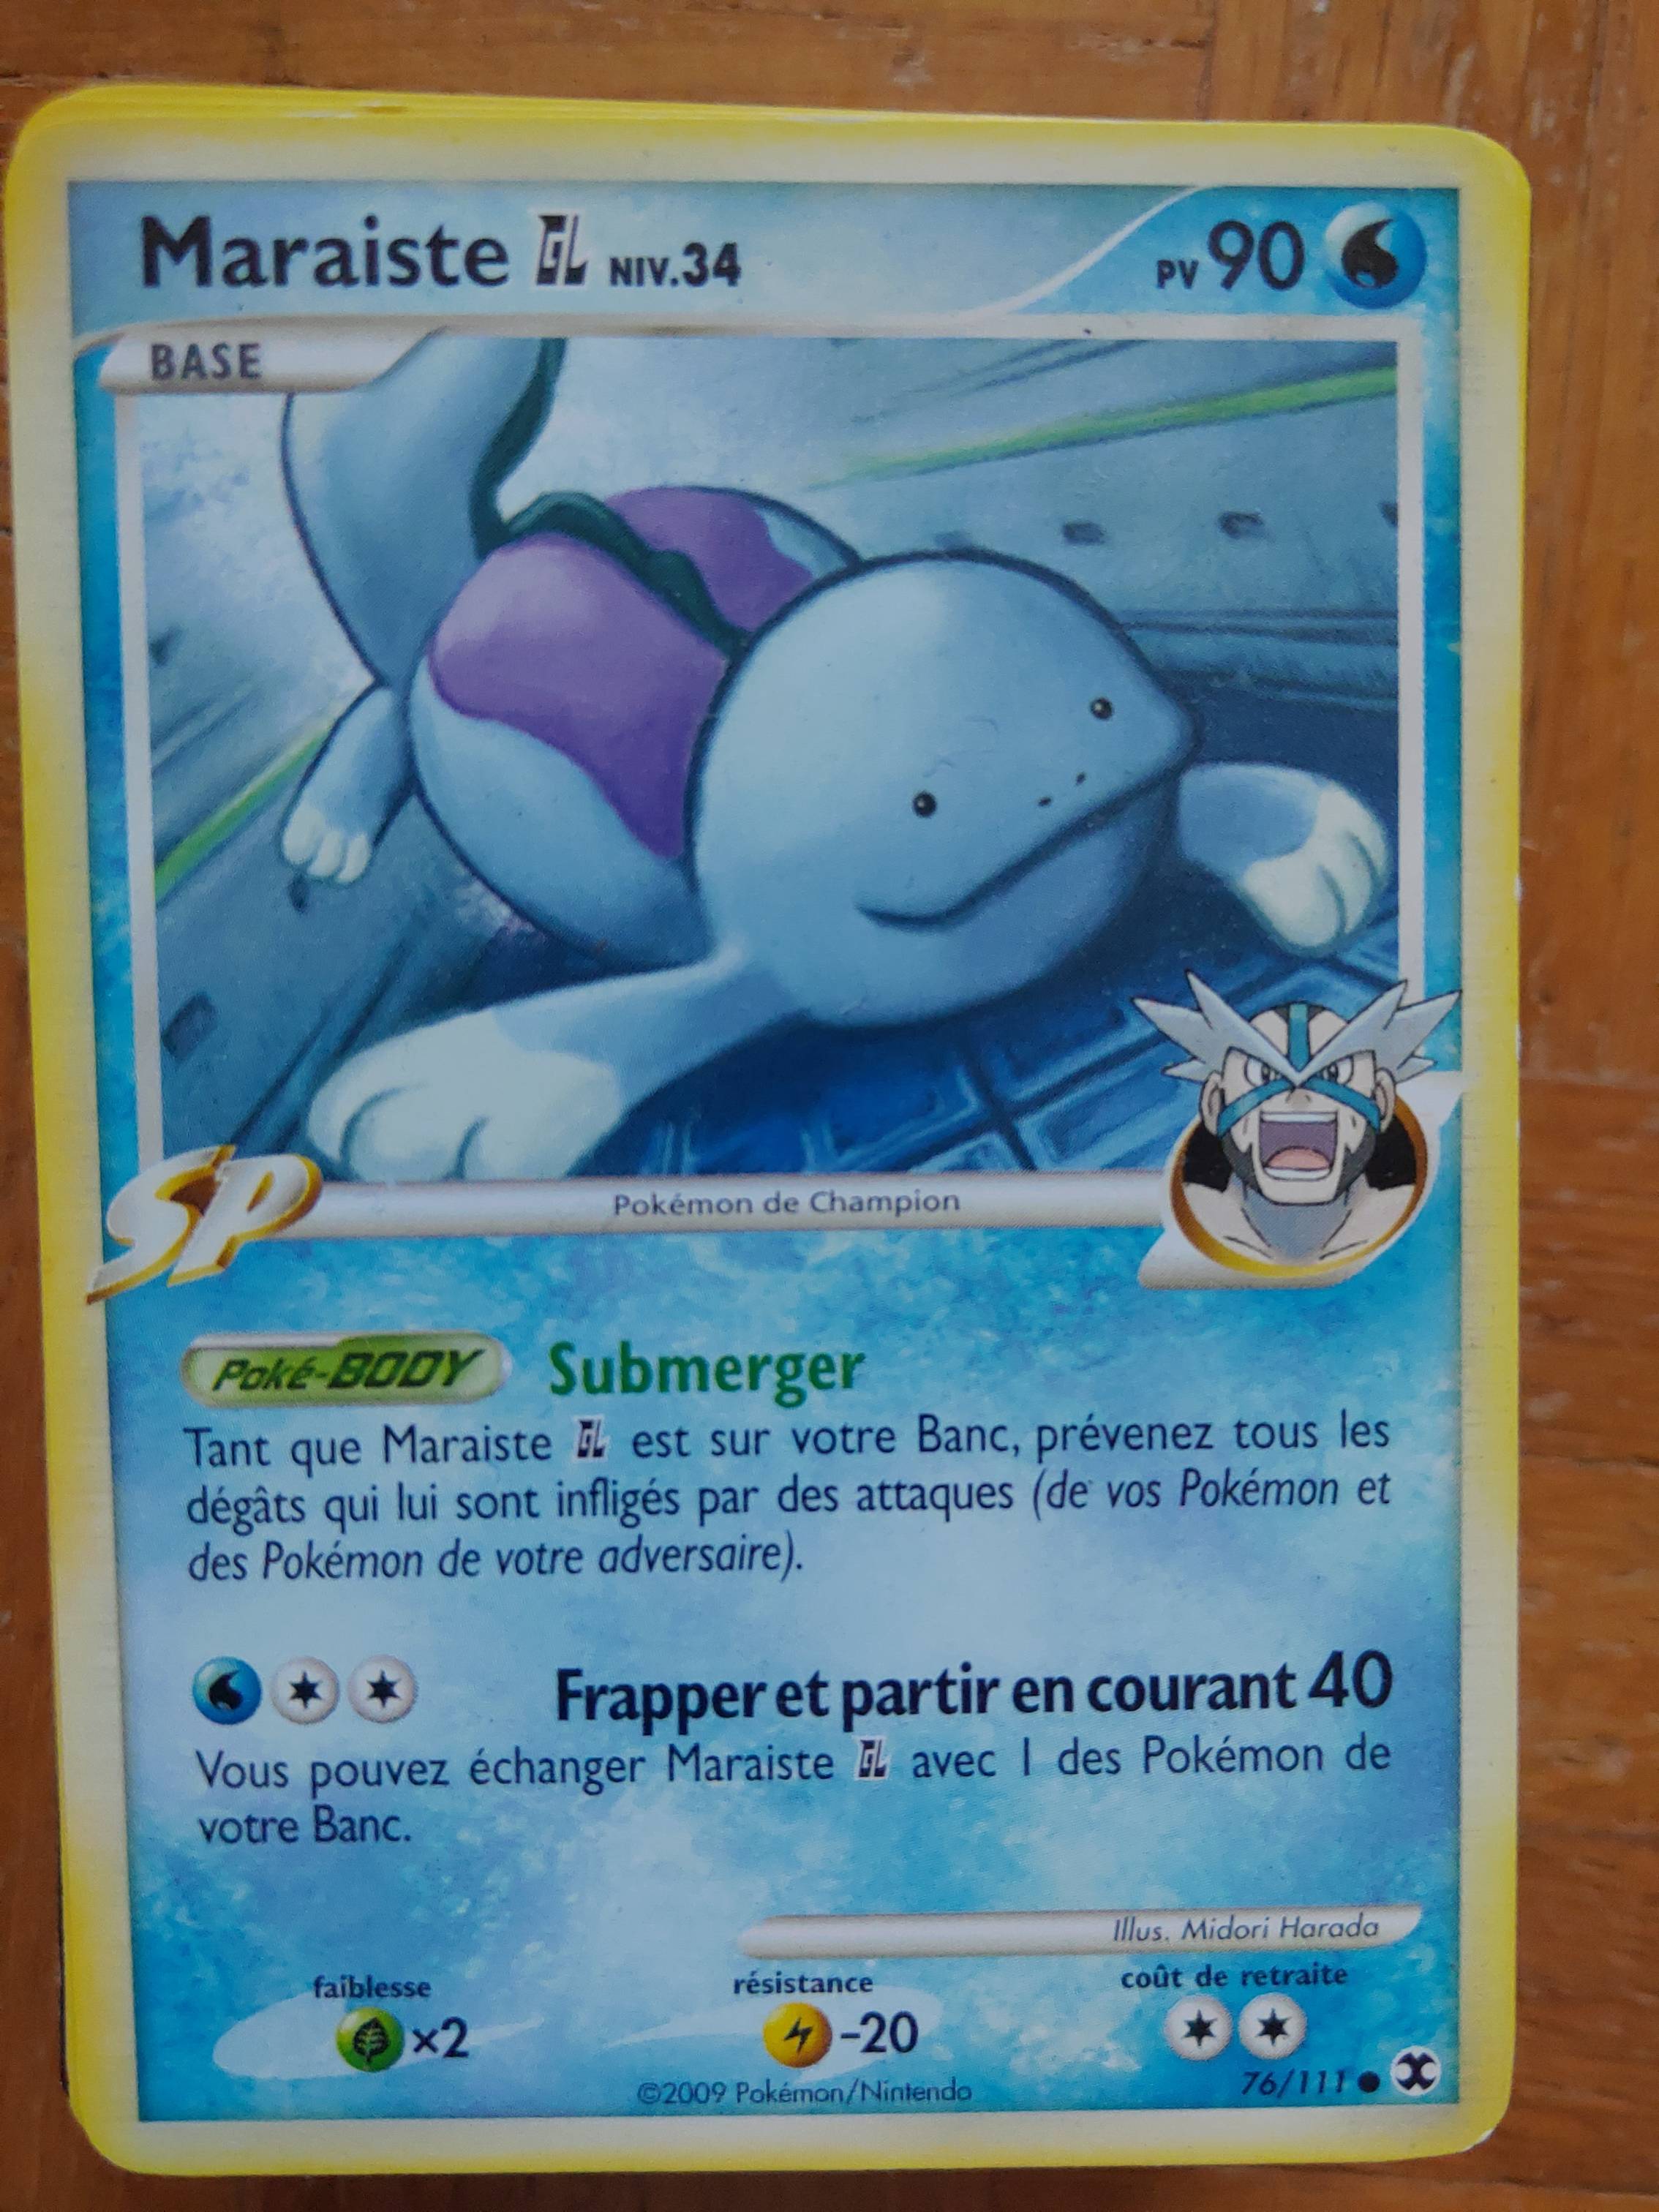 Maraiste GL NIV.34 PV 90
BASE
SP
Pokémon de Champion
Poké-BODY Submerger
Tant que Maraiste GL est sur votre Banc, prévenez tous les
dégâts qui lui sont infligés par des attaques (de vos Pokémon et
des Pokémon de votre adversaire).
Frapper et partir en courant 40
Vous pouvez échanger Maraiste GL avec 1 des Pokémon de
votre Banc.
Illus. Midori Harada
faiblesse résistance coût de retraite
×2 -20
©2009 Pokémon/Nintendo 76/111